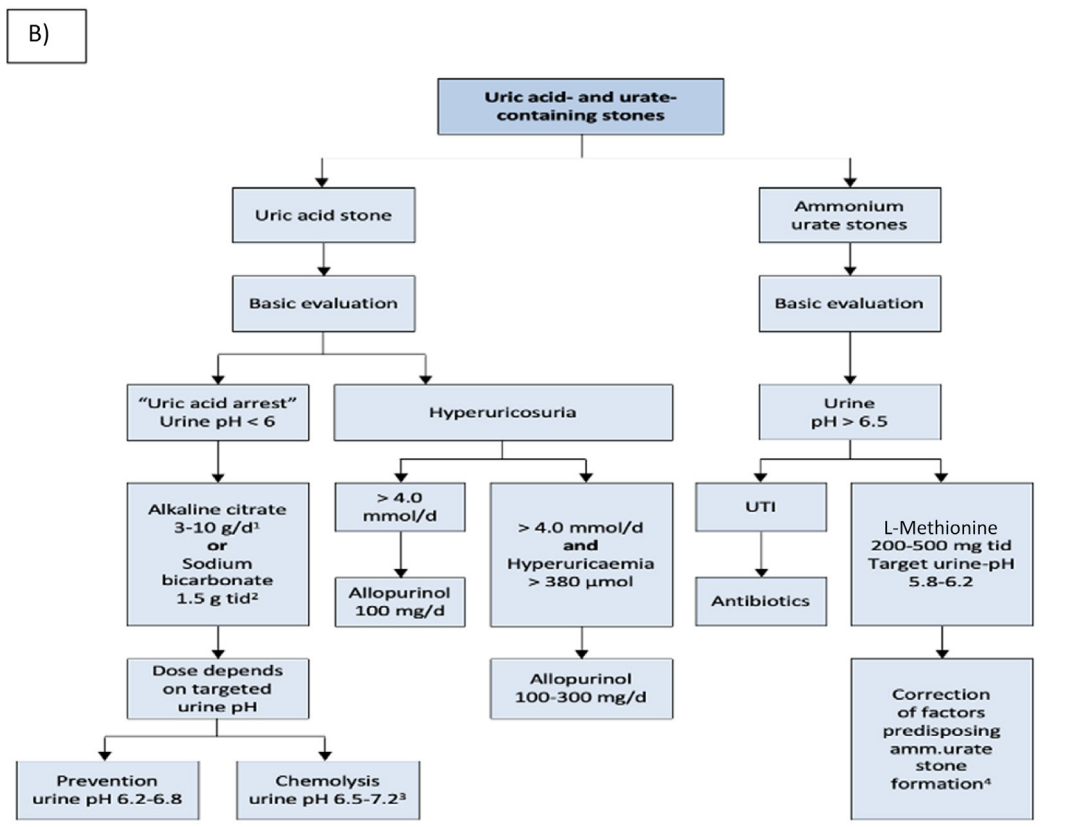 B)
Uric acid- and urate-
containing stones
Uric acid stone
Ammonium
urate stones
Basic evaluation
Basic evaluation
“Uric acid arrest”
Urine pH < 6
Hyperuricosuria
Urine
pH > 6.5
Alkaline citrate
3-10 g/d¹
or
Sodium
bicarbonate
1.5 g tid²
> 4.0
mmol/d
> 4.0 mmol/d
and
Hyperuricaemia
> 380 µmol
UTI
L-Methionine
200-500 mg tid
Target urine-pH
5.8-6.2
Allopurinol
100 mg/d
Antibiotics
Dose depends
on targeted
urine pH
Allopurinol
100-300 mg/d
Correction
of factors
predisposing
amm.urate
stone
formation⁴
Prevention
urine pH 6.2-6.8
Chemolysis
urine pH 6.5-7.2³